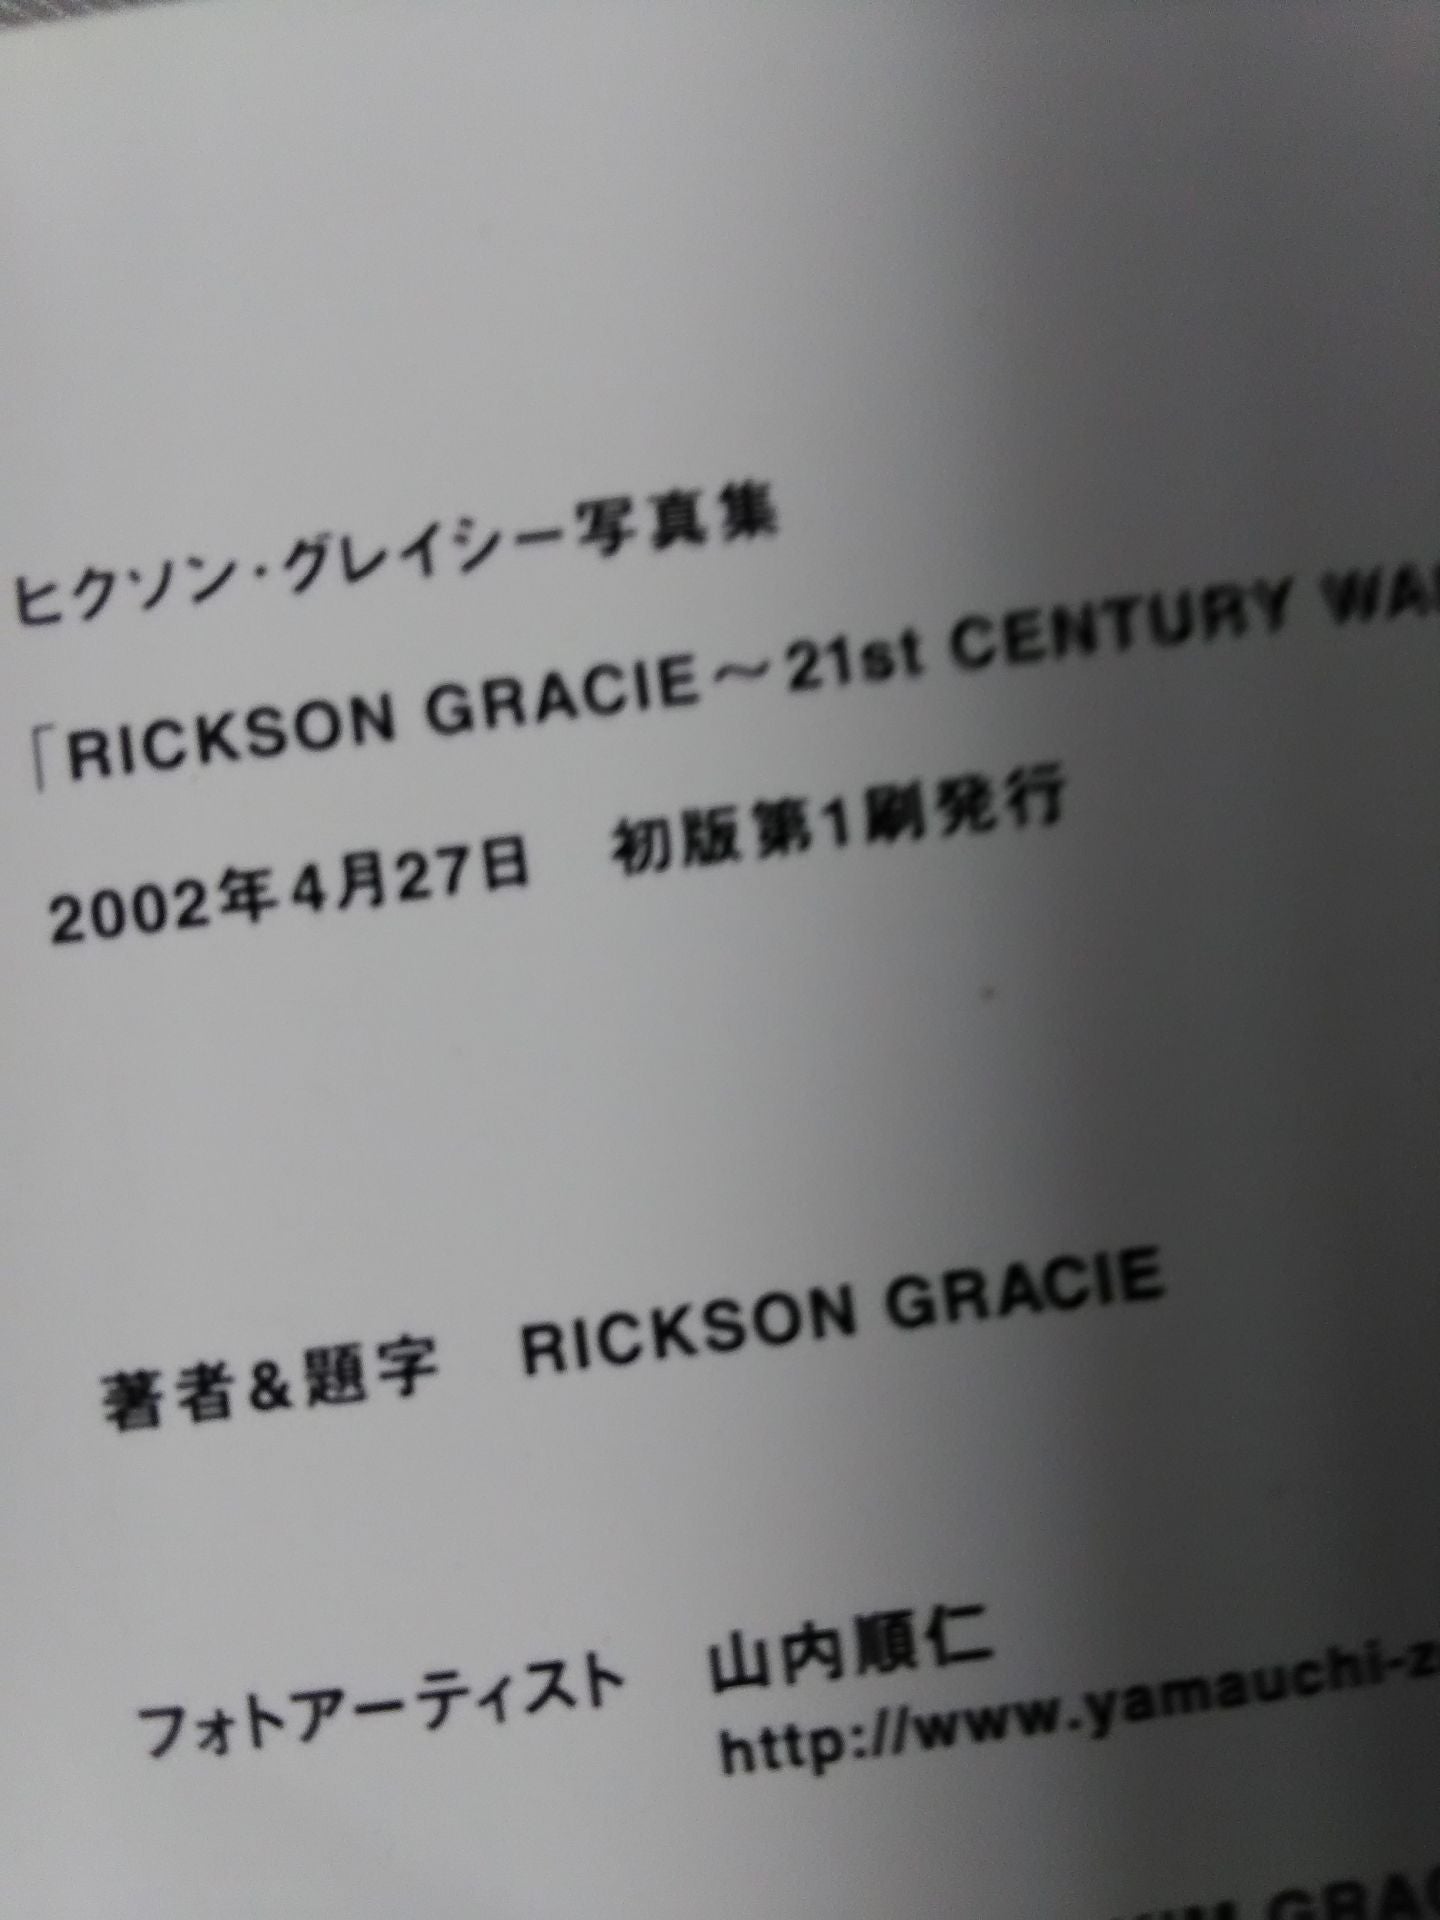 ヒクソン・グレイシー写真集
「RICKSON GRACIE〜21st CENTURY
2002年4月27日　初版第1刷発行
著者&題字　RICKSON GRACIE
フォトアーティスト　山内順仁
http://www.yamauchi-z